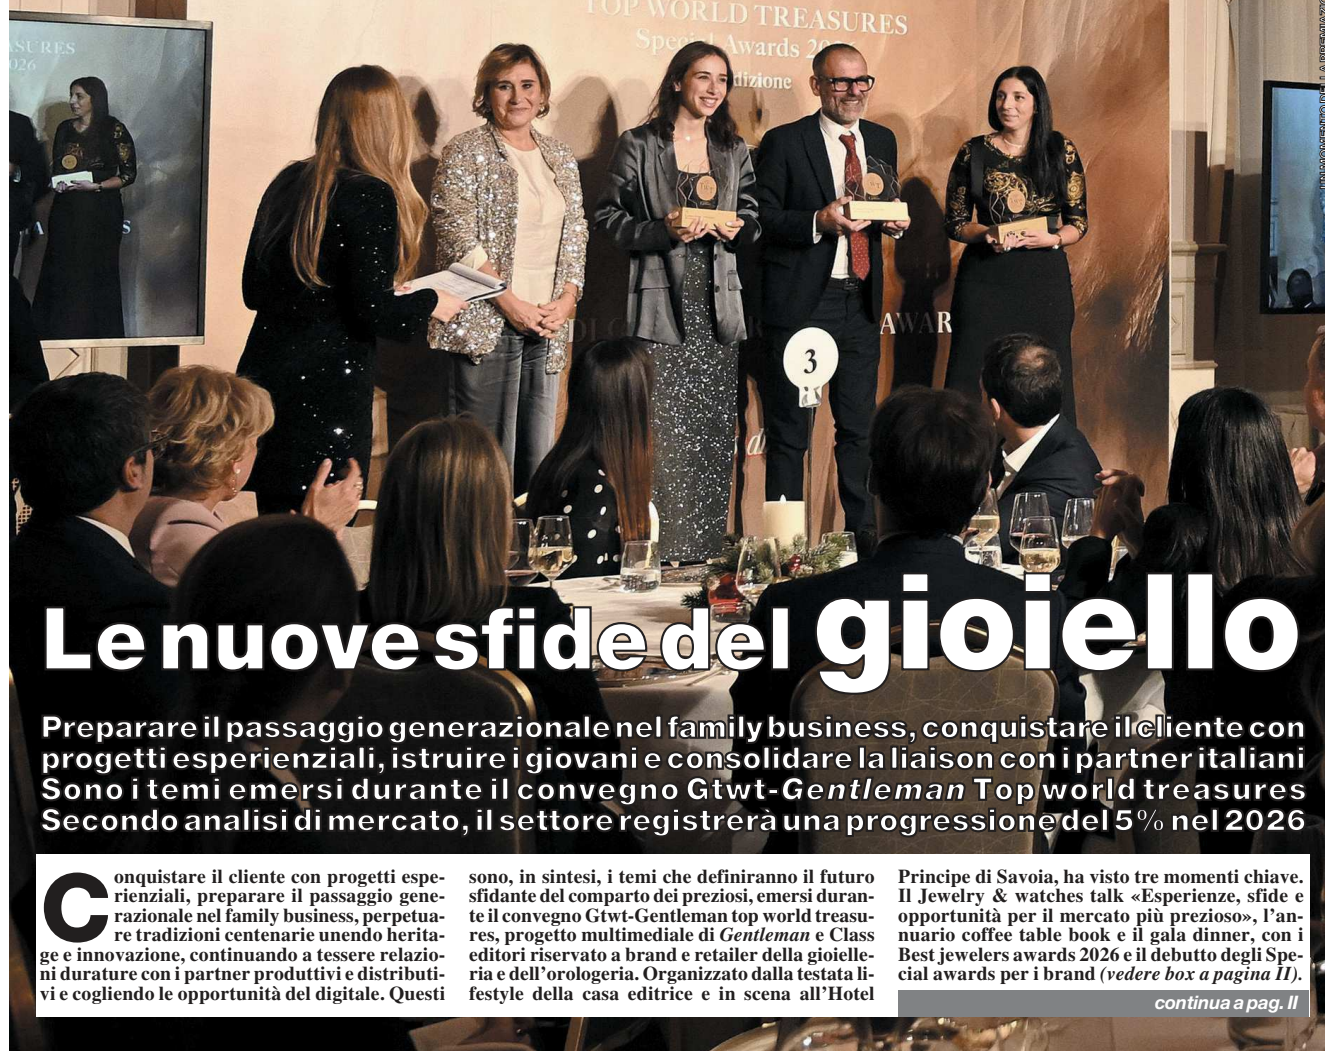 TOP WORLD TREASURES
Special Awards 20
dizione
ASURES
2026
AWAR
3
UN MOMENTO DELLA PREMIAZIO
Le nuove sfide del gioiello
Preparare il passaggio generazionale nel family business, conquistare il cliente con
progetti esperienziali, istruire i giovani e consolidare la liaison con i partner italiani
Sono i temi emersi durante il convegno Gtwt-Gentleman Top world treasures
Secondo analisi di mercato, il settore registrerà una progressione del 5% nel 2026
Conquistare il cliente con progetti espe-
rienziali, preparare il passaggio gene-
razionale nel family business, perpetua-
re tradizioni centenarie unendo herita-
ge e innovazione, continuando a tessere relazio-
ni durature con i partner produttivi e distributi-
vi e cogliendo le opportunità del digitale. Questi
sono, in sintesi, i temi che definiranno il futuro
sfidante del comparto dei preziosi, emersi duran-
te il convegno Gtwt-Gentleman top world treasu-
res, progetto multimediale di Gentleman e Class
editori riservato a brand e retailer della gioielle-
ria e dell'orologeria. Organizzato dalla testata li-
festyle della casa editrice e in scena all'Hotel
Principe di Savoia, ha visto tre momenti chiave.
Il Jewelry & watches talk «Esperienze, sfide e
opportunità per il mercato più prezioso», l'an-
nuario coffee table book e il gala dinner, con i
Best jewelers awards 2026 e il debutto degli Spe-
cial awards per i brand (vedere box a pagina II).
continua a pag. II